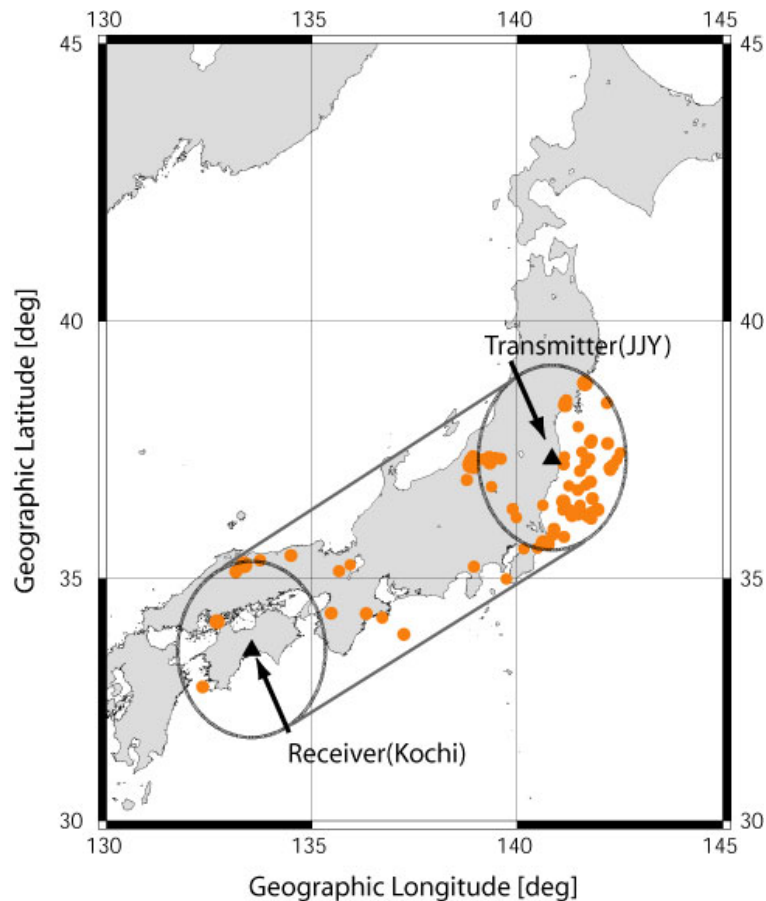 130 135 140 145
45 45
40 40
Transmitter(JJY)
Geographic Latitude [deg]
35 35
Receiver(Kochi)
30 30
130 135 140 145
Geographic Longitude [deg]